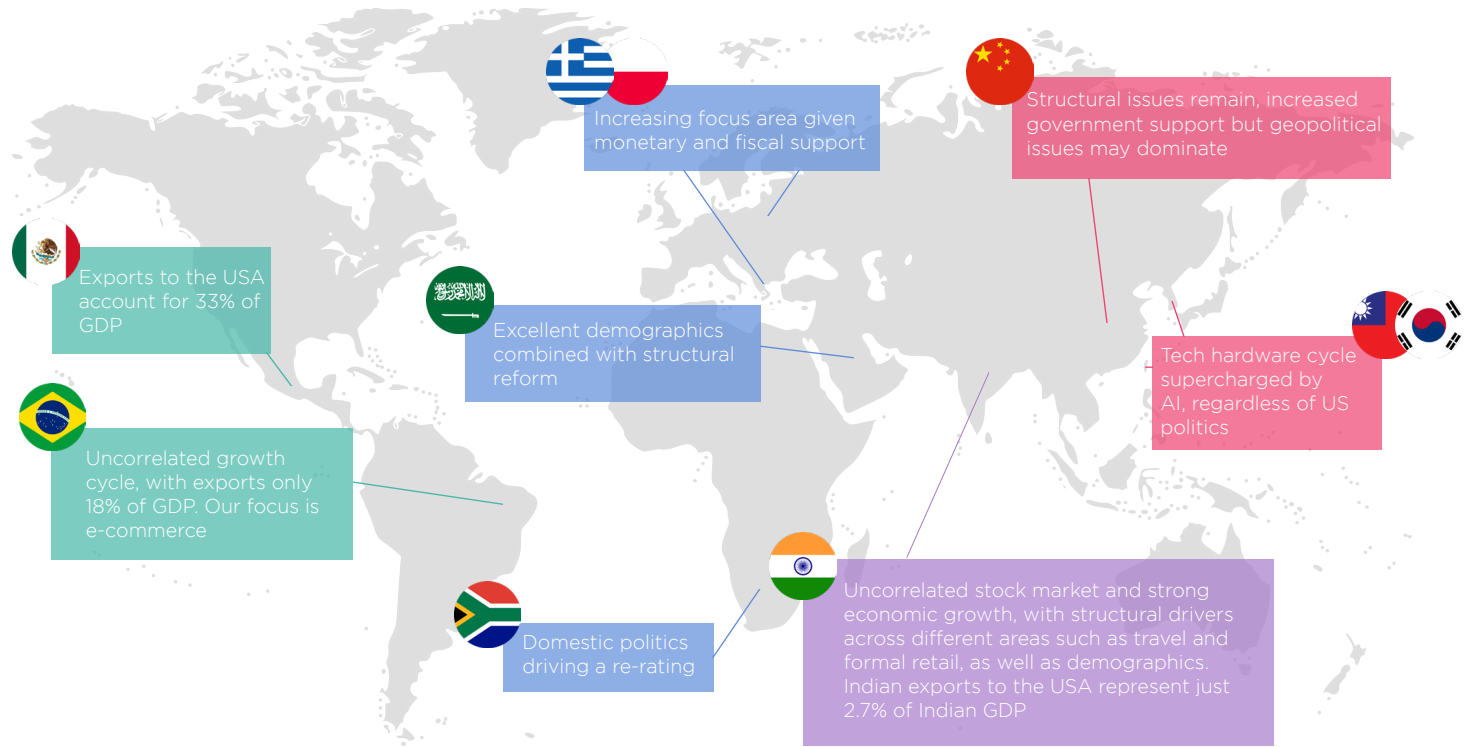 Increasing focus area given
monetary and fiscal support
Structural issues remain, increased
government support but geopolitical
issues may dominate
Exports to the USA
account for 33% of
GDP
Excellent demographics
combined with structural
reform
Tech hardware cycle
supercharged by
AI, regardless of US
politics
Uncorrelated growth
cycle, with exports only
18% of GDP. Our focus is
e-commerce
Domestic politics
driving a re-rating
Uncorrelated stock market and strong
economic growth, with structural drivers
across different areas such as travel and
formal retail, as well as demographics.
Indian exports to the USA represent just
2.7% of Indian GDP